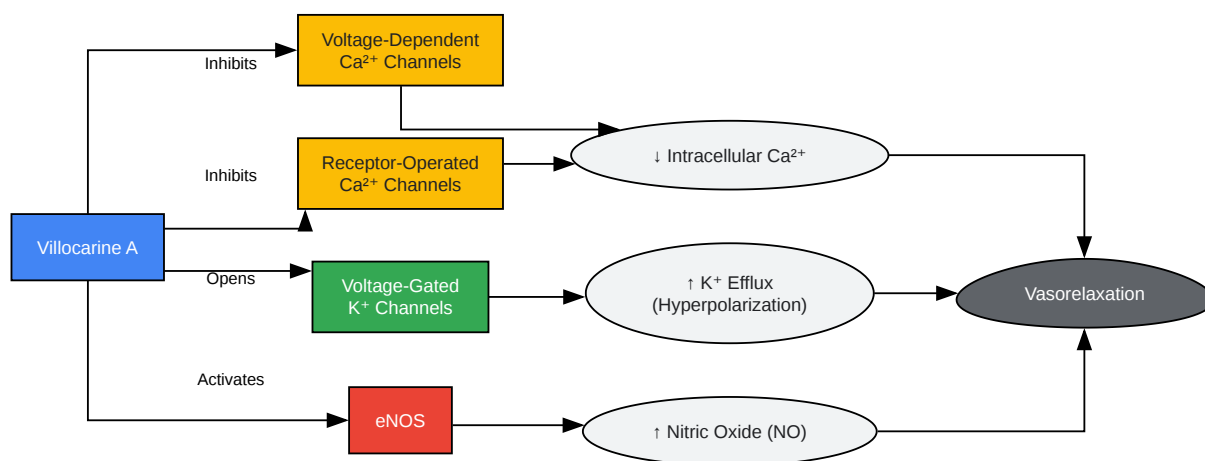 Voltage-Dependent
Ca²⁺ Channels
Inhibits
↓ Intracellular Ca²⁺
Receptor-Operated
Ca²⁺ Channels
Inhibits
Villocarine A
Opens
Voltage-Gated
K⁺ Channels
↑ K⁺ Efflux
(Hyperpolarization)
Vasorelaxation
Activates
eNOS
↑ Nitric Oxide (NO)